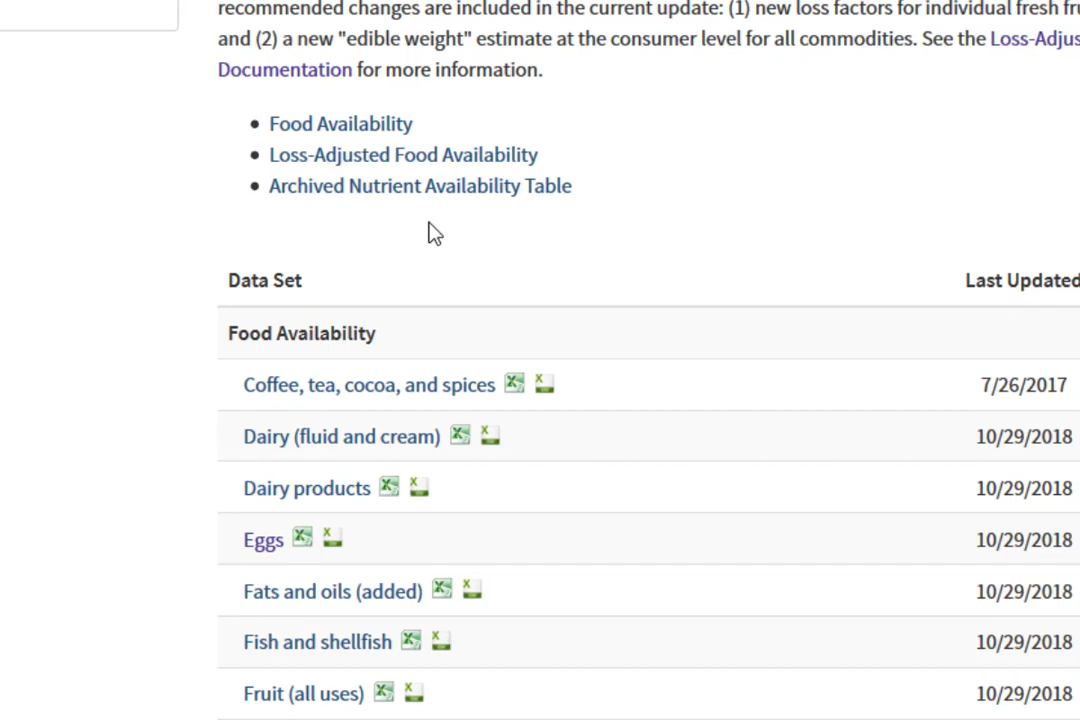 recommended changes are included in the current update: (1) new loss factors for individual fresh
and (2) a new "edible weight" estimate at the consumer level for all commodities. See the Loss-Adjus
Documentation for more information.
• Food Availability
• Loss-Adjusted Food Availability
• Archived Nutrient Availability Table
Data Set Last Updated
Food Availability
Coffee, tea, cocoa, and spices 7/26/2017
Dairy (fluid and cream) 10/29/2018
Dairy products 10/29/2018
Eggs 10/29/2018
Fats and oils (added) 10/29/2018
Fish and shellfish 10/29/2018
Fruit (all uses) 10/29/2018